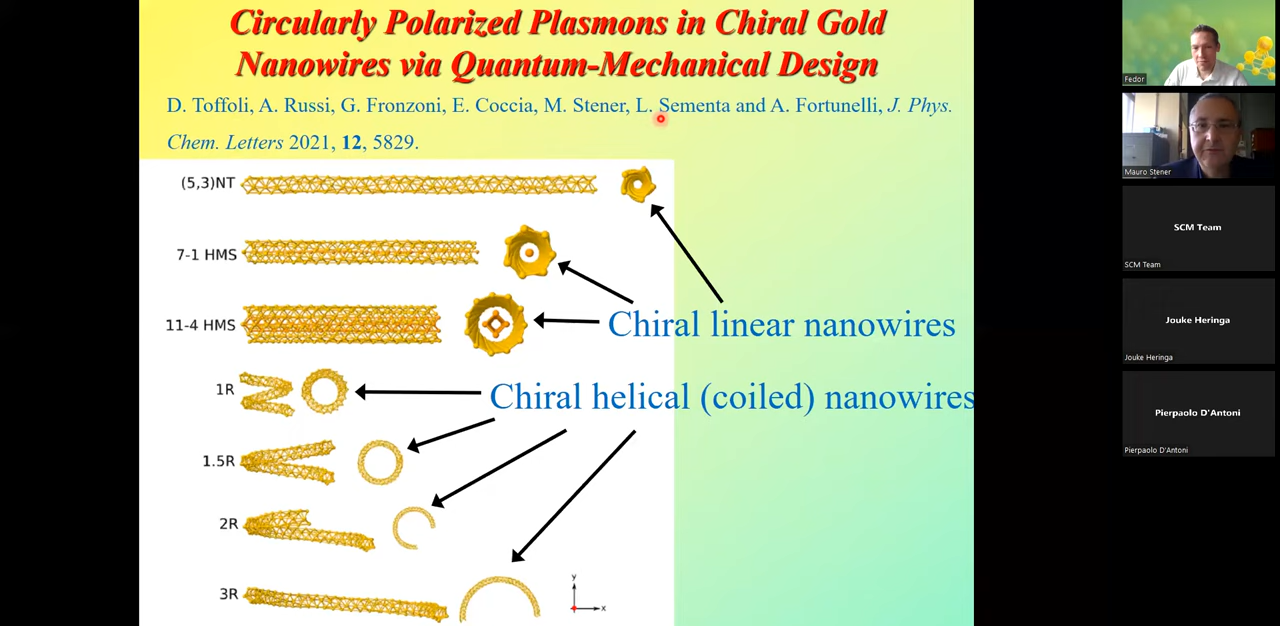 Circularly Polarized Plasmons in Chiral Gold
Nanowires via Quantum-Mechanical Design
D. Toffoli, A. Russi, G. Fronzoni, E. Coccia, M. Stener, L. Sementa and A. Fortunelli, J. Phys.
Chem. Letters 2021, 12, 5829.
(5,3)NT
7-1 HMS
11-4 HMS
Chiral linear nanowires
1R
Chiral helical (coiled) nanowires
1.5R
2R
3R
y
x
Fedor
Mauro Stener
SCM Team
SCM Team
Jouke Heringa
Jouke Heringa
Pierpaolo D'Antoni
Pierpaolo D'Antoni